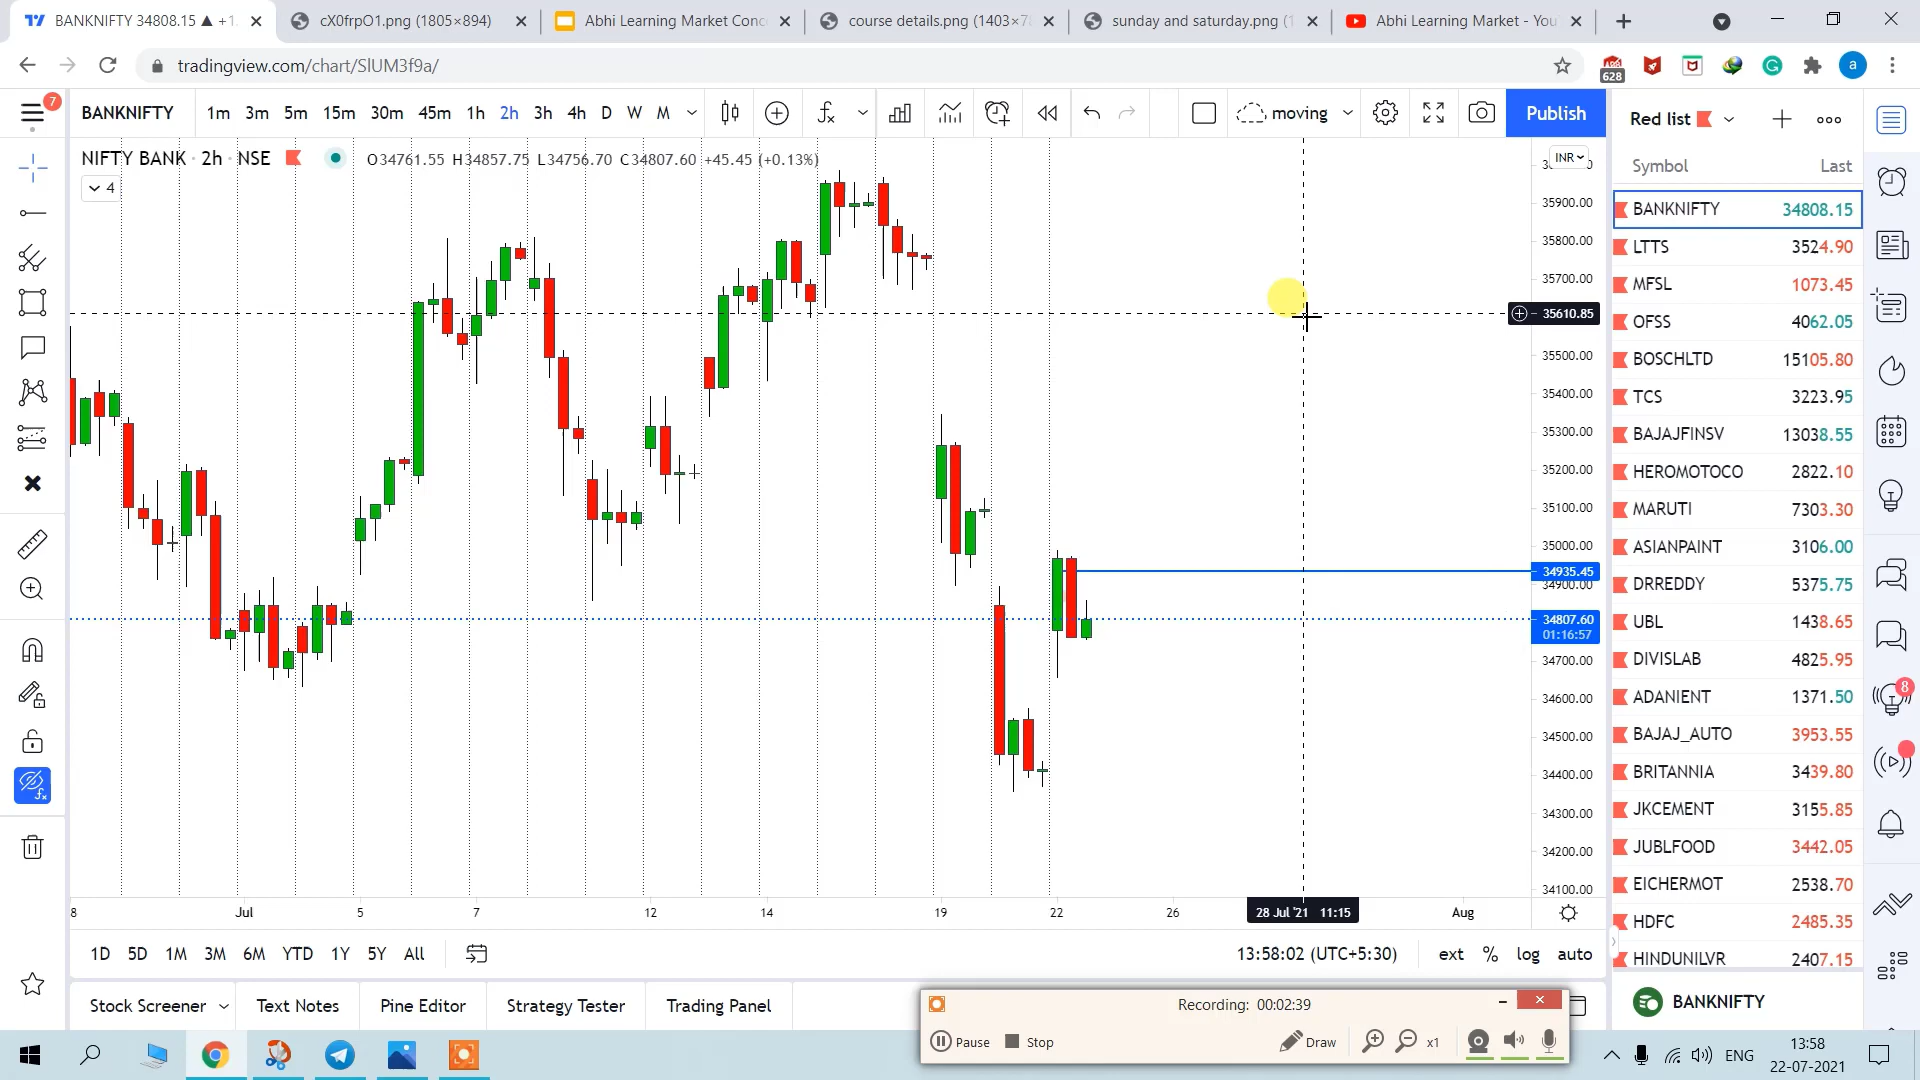 BANKNIFTY 34808.15 ▲ +1
cX0frpO1.png (1805×894)
Abhi Learning Market Conc
course details.png (1403×7
sunday and saturday.png (1
Abhi Learning Market - You
tradingview.com/chart/SlUM3f9a/
628
a
7
BANKNIFTY
1m 3m 5m 15m 30m 45m 1h 2h 3h 4h D W M
moving
Publish
Red list
NIFTY BANK · 2h · NSE
O34761.55 H34857.75 L34756.70 C34807.60 +45.45 (+0.13%)
4
INR
Symbol Last
BANKNIFTY 34808.15
LTTS 3524.90
MFSL 1073.45
OFSS 4062.05
BOSCHLTD 15105.80
TCS 3223.95
BAJAJFINSV 13038.55
HEROMOTOCO 2822.10
MARUTI 7303.30
ASIANPAINT 3106.00
DRREDDY 5375.75
UBL 1438.65
DIVISLAB 4825.95
ADANIENT 1371.50
BAJAJ_AUTO 3953.55
BRITANNIA 3439.80
JKCEMENT 3155.85
JUBLFOOD 3442.05
EICHERMOT 2538.70
HDFC 2485.35
HINDUNILVR 2407.15
BANKNIFTY
8
35900.00
35800.00
35700.00
35610.85
35500.00
35400.00
35300.00
35200.00
35100.00
35000.00
34935.45
34900.00
34807.60
01:16:57
34700.00
34600.00
34500.00
34400.00
34300.00
34200.00
34100.00
8 Jul 5 7 12 14 19 22 26 28 Jul '21 11:15 Aug
1D 5D 1M 3M 6M YTD 1Y 5Y All
13:58:02 (UTC+5:30)
ext % log auto
Stock Screener
Text Notes
Pine Editor
Strategy Tester
Trading Panel
Recording: 00:02:39
Pause
Stop
Draw
x1
ENG
13:58
22-07-2021